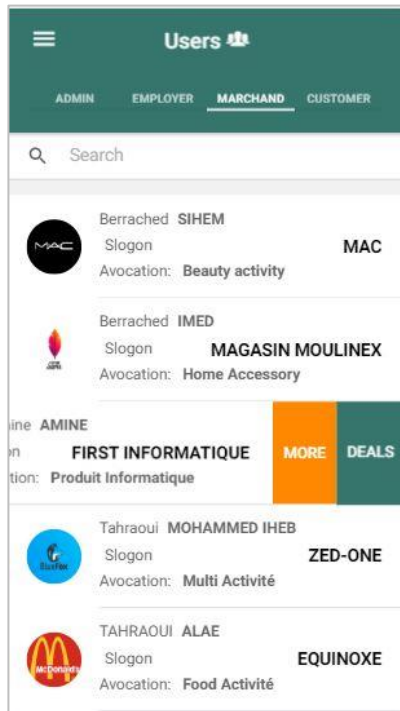 Users
ADMIN EMPLOYER MARCHAND CUSTOMER
Search
Berrached SIHEM
MAC
Slogon MAC
Avocation: Beauty activity
Berrached IMED
Slogon MAGASIN MOULINEX
Avocation: Home Accessory
ine AMINE
n FIRST INFORMATIQUE MORE DEALS
tion: Produit Informatique
Tahraoui MOHAMMED IHEB
Slogon ZED-ONE
Avocation: Multi Activité
TAHRAOUI ALAE
Slogon EQUINOXE
McDonald's
Avocation: Food Activité